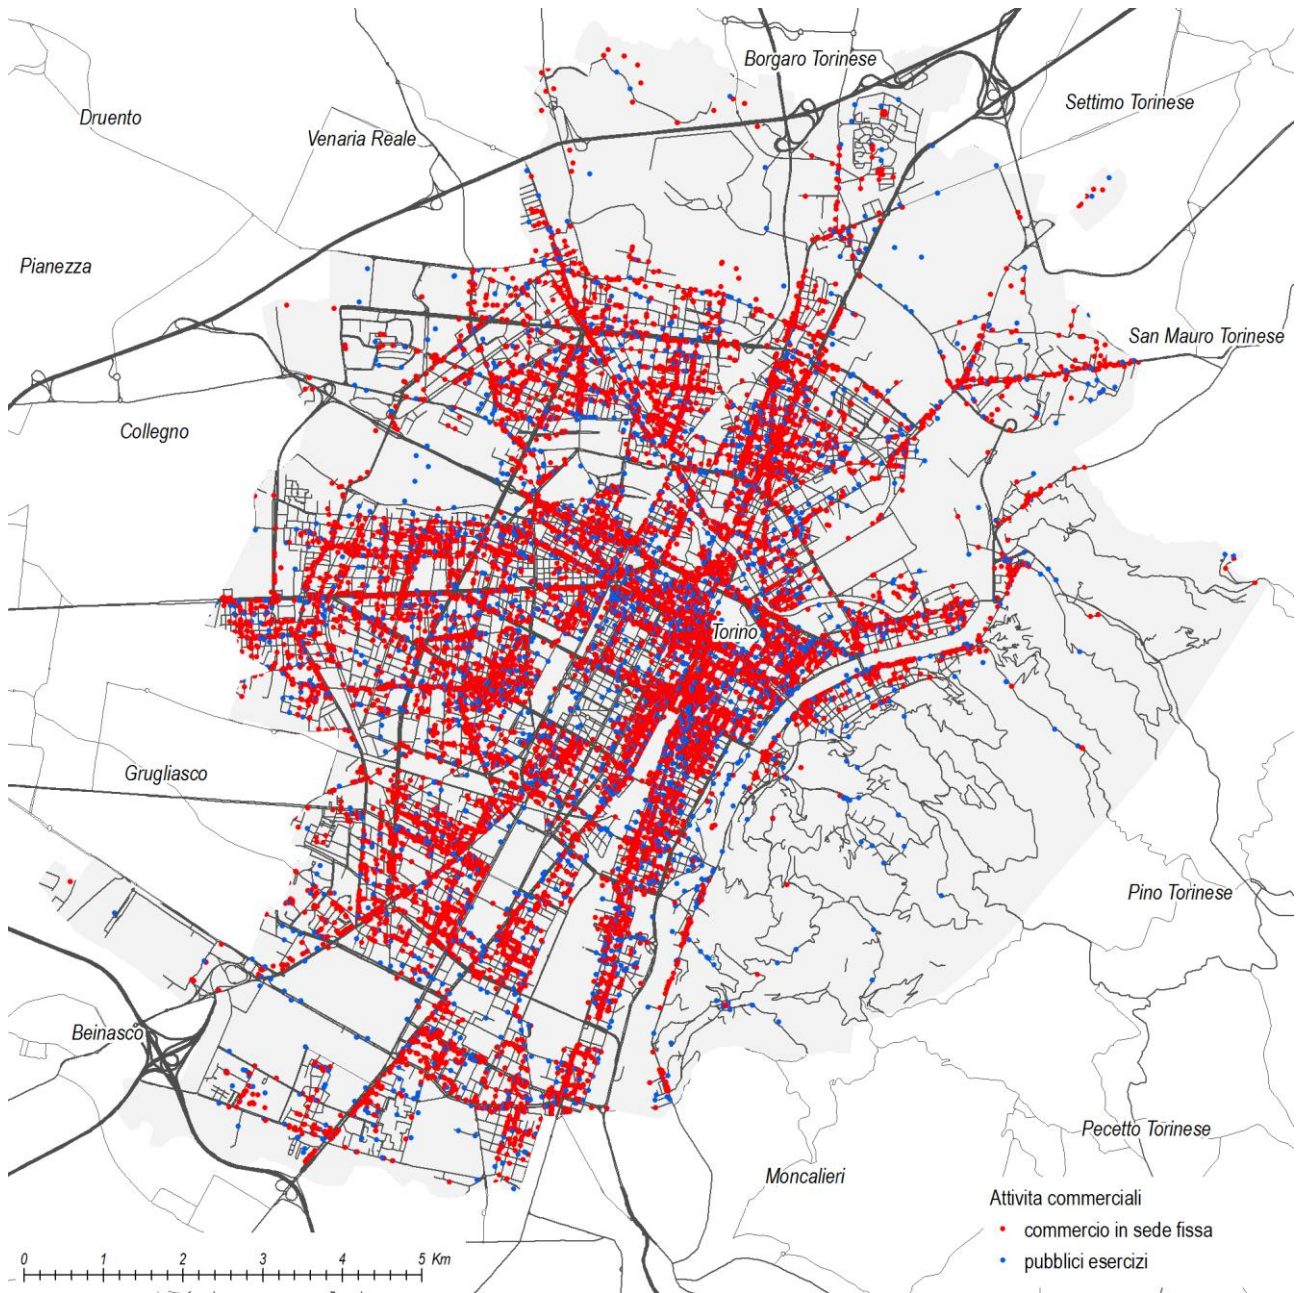 Borgaro Torinese
Settimo Torinese
Druento
Venaria Reale
Pianezza
San Mauro Torinese
Collegno
Torino
Grugliasco
Pino Torinese
Beinasco
Pecetto Torinese
Moncalieri
Attivita commerciali
commercio in sede fissa
pubblici esercizi
0 1 2 3 4 5 Km